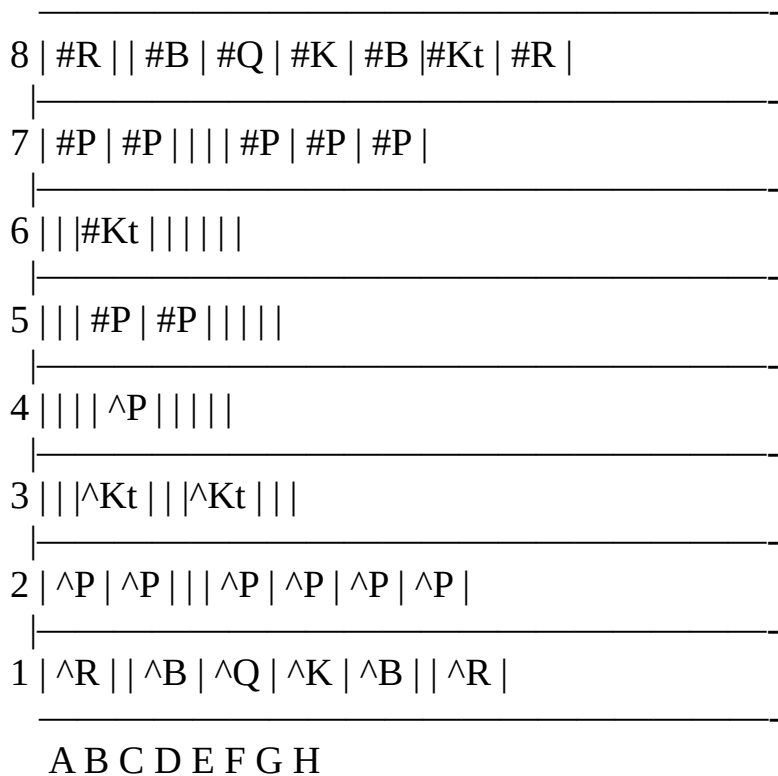 8 | #R | | #B | #Q | #K | #B |#Kt | #R |
7 | #P | #P | | | | #P | #P | #P |
6 | | |#Kt | | | | | |
5 | | | #P | #P | | | | |
4 | | | | ^P | | | | |
3 | | |^Kt | | |^Kt | | |
2 | ^P | ^P | | | ^P | ^P | ^P | ^P |
1 | ^R | | ^B | ^Q | ^K | ^B | | ^R |
A B C D E F G H